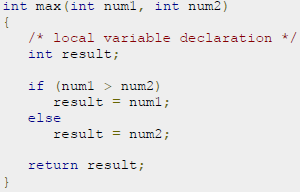 int max(int num1, int num2)
{
   /* local variable declaration */
   int result;

   if (num1 > num2)
      result = num1;
   else
      result = num2;

   return result;
}